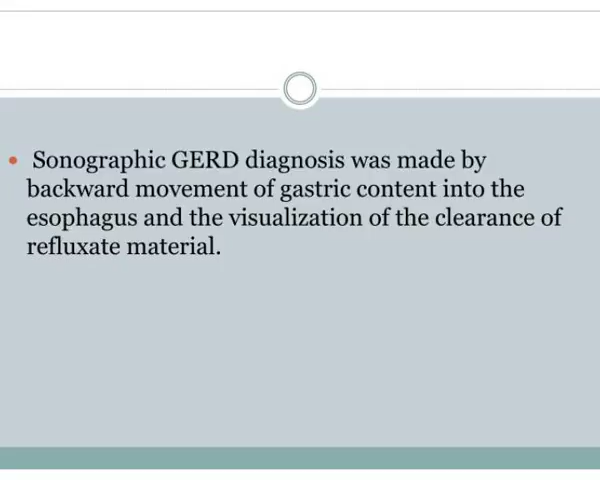 • Sonographic GERD diagnosis was made by
backward movement of gastric content into the
esophagus and the visualization of the clearance of
refluxate material.